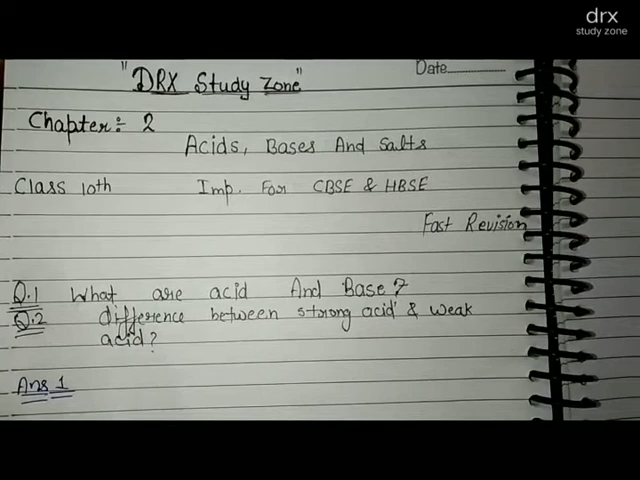 drx
study zone
Date
"DRX Study Zone"
Chapter:- 2
Acids, Bases And Salts
Class 10th Imp. For CBSE & HBSE
Fast Revision
Q.1 What are acid And Base?
Q.2 difference between strong acid & weak
acid?
Ans 1